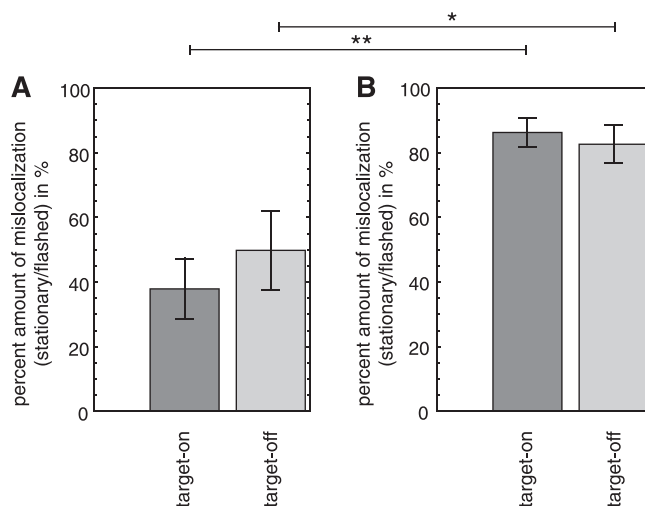 *
**
A
B
100
80
60
40
20
0
percent amount of mislocalization
(stationary/flashed) in %
target-on
target-off
100
80
60
40
20
0
percent amount of mislocalization
(stationary/flashed) in %
target-on
target-off